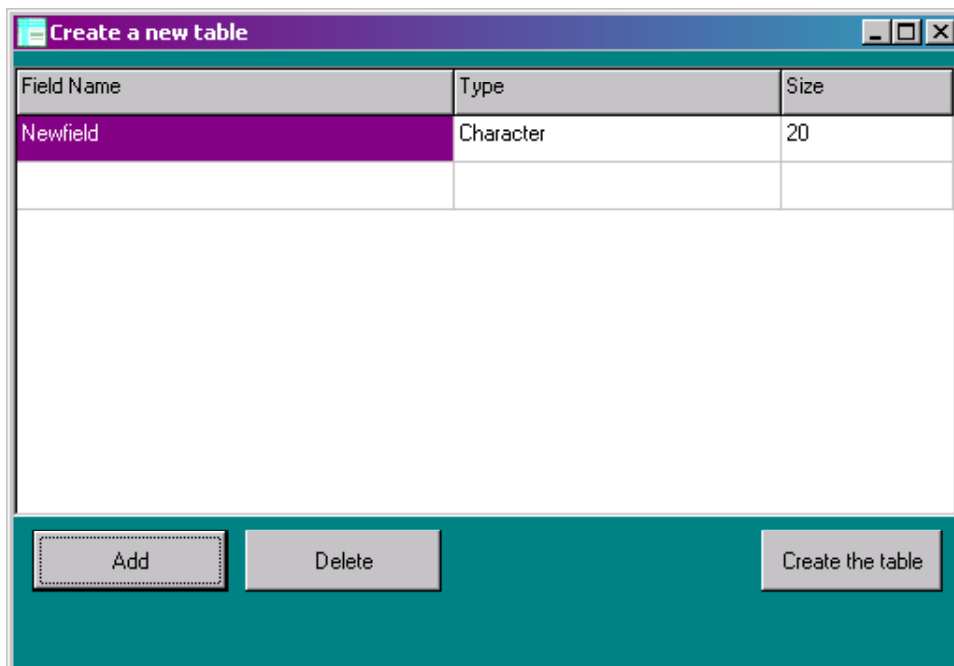 Create a new table
Field Name Type Size
Newfield Character 20
Add Delete Create the table